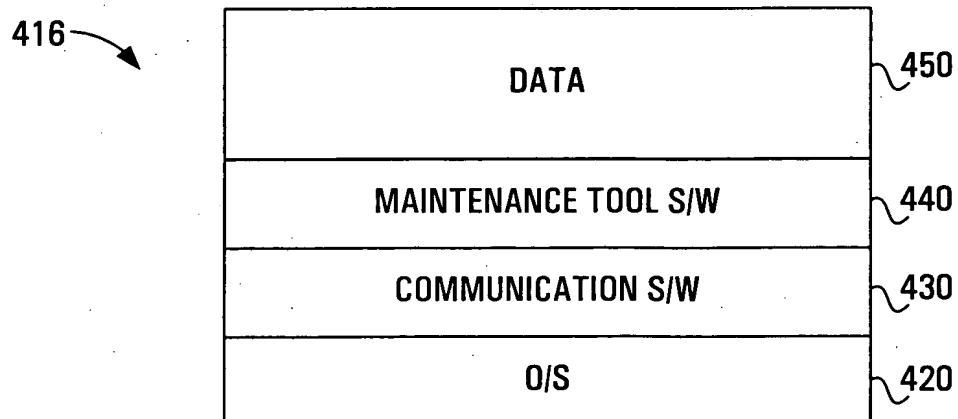 416
DATA
450
MAINTENANCE TOOL S/W
440
COMMUNICATION S/W
430
O/S
420